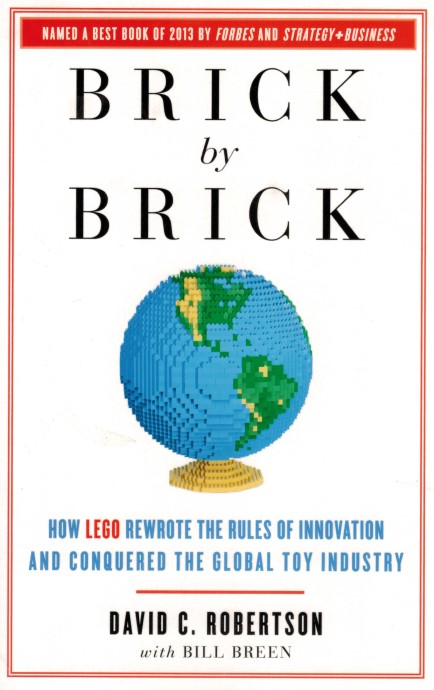 NAMED A BEST BOOK OF 2013 BY FORBES AND STRATEGY+BUSINESS
BRICK
by
BRICK
HOW LEGO REWROTE THE RULES OF INNOVATION
AND CONQUERED THE GLOBAL TOY INDUSTRY
DAVID C. ROBERTSON
with BILL BREEN